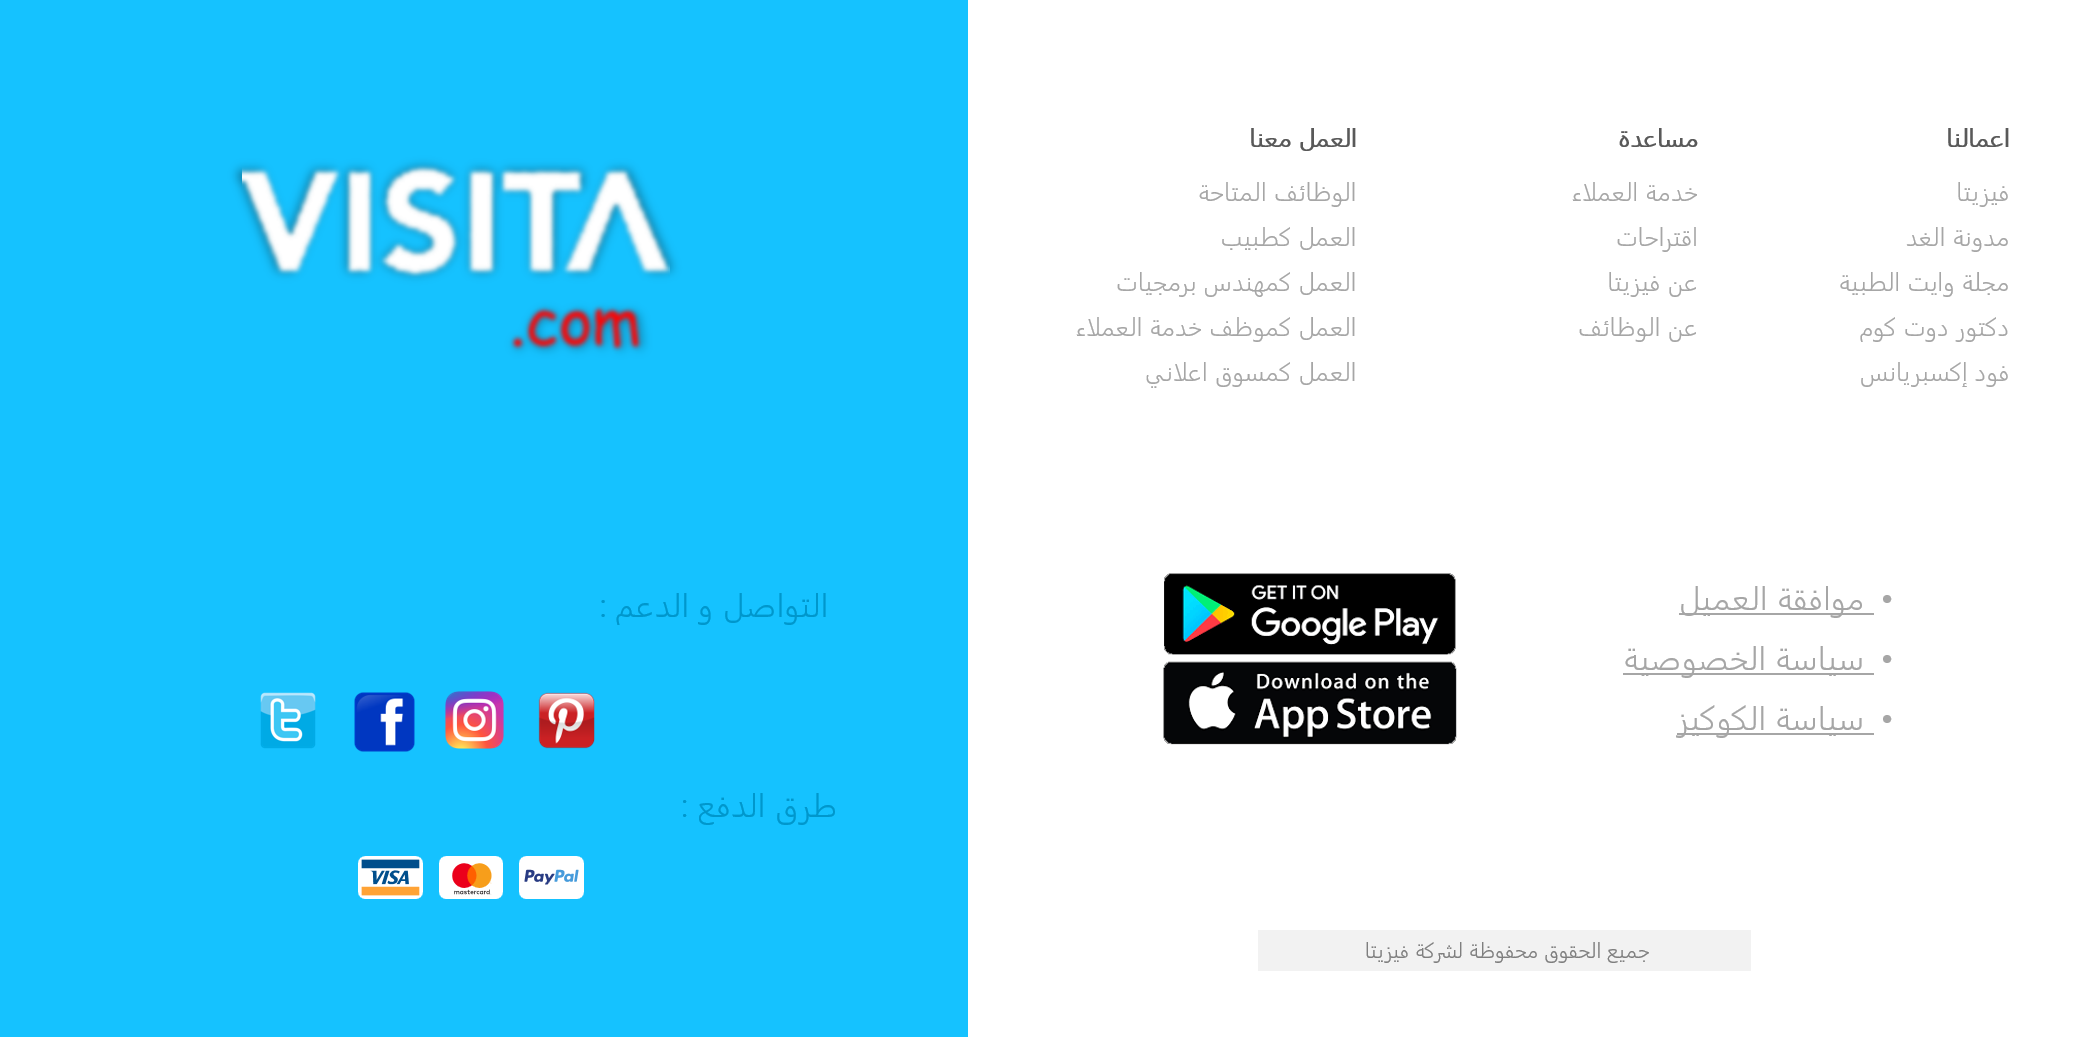 اعمالنا
فيزيتا
مدونة الغد
مجلة وايت الطبية
دكتور دوت كوم
فود إكسبريانس
مساعدة
خدمة العملاء
اقتراحات
عن فيزيتا
عن الوظائف
العمل معنا
الوظائف المتاحة
العمل كطبيب
العمل كمهندس برمجيات
العمل كموظف خدمة العملاء
العمل كمسوق اعلاني
• موافقة العميل
• سياسة الخصوصية
• سياسة الكوكيز
GET IT ON
Google Play
Download on the
App Store
جميع الحقوق محفوظة لشركة فيزيتا
VISITA
.com
التواصل و الدعم :
طرق الدفع :
VISA
mastercard
PayPal